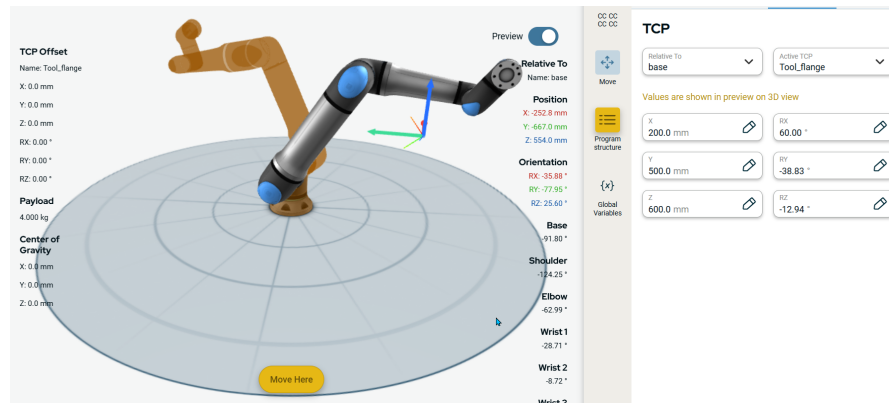 TCP Offset
Name: Tool_flange
X: 0.0 mm
Y: 0.0 mm
Z: 0.0 mm
RX: 0.00 °
RY: 0.00 °
RZ: 0.00 °
Payload
4.000 kg
Center of
Gravity
X: 0.0 mm
Y: 0.0 mm
Z: 0.0 mm
Preview
Relative To
Name: base
Position
X: -252.8 mm
Y: -667.0 mm
Z: 554.0 mm
Orientation
RX: -35.88 °
RY: -77.95 °
RZ: 25.60 °
Base
-91.80 °
Shoulder
-124.25 °
Elbow
-62.99 °
Wrist 1
-28.71 °
Wrist 2
-8.72 °
Wrist 3
Move Here
CC CC
CC CC
Move
Program
structure
{x}
Global
Variables
TCP
Relative To
base
Active TCP
Tool_flange
Values are shown in preview on 3D view
X
200.0 mm
RX
60.00 °
Y
500.0 mm
RY
-38.83 °
Z
600.0 mm
RZ
-12.94 °